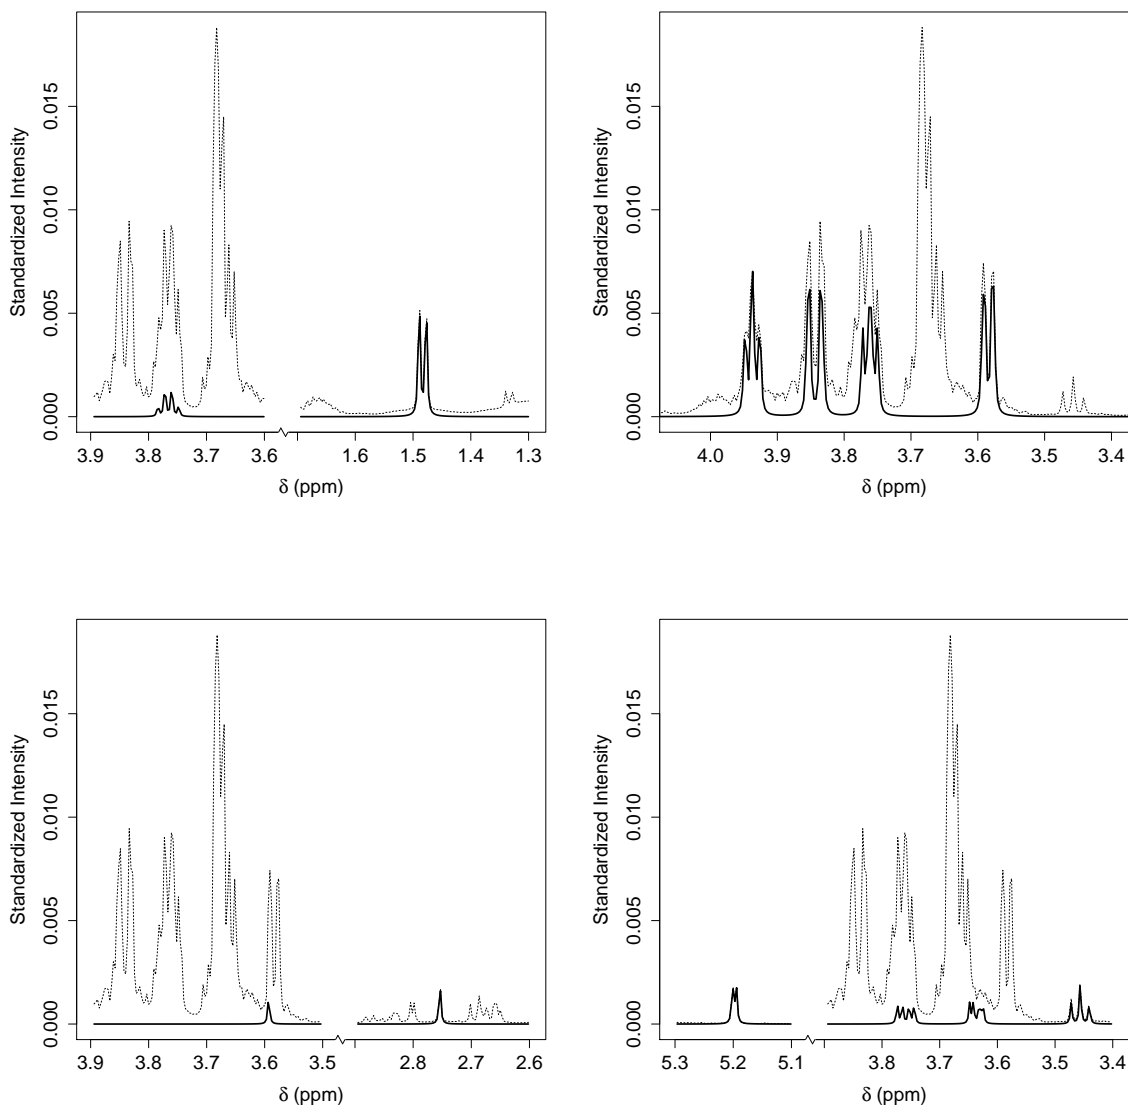 Standardized Intensity
0.000 0.005 0.010 0.015
3.9 3.8 3.7 3.6 1.6 1.5 1.4 1.3
δ (ppm)
Standardized Intensity
0.000 0.005 0.010 0.015
4.0 3.9 3.8 3.7 3.6 3.5 3.4
δ (ppm)
Standardized Intensity
0.000 0.005 0.010 0.015
3.9 3.8 3.7 3.6 3.5 2.8 2.7 2.6
δ (ppm)
Standardized Intensity
0.000 0.005 0.010 0.015
5.3 5.2 5.1 3.8 3.7 3.6 3.5 3.4
δ (ppm)